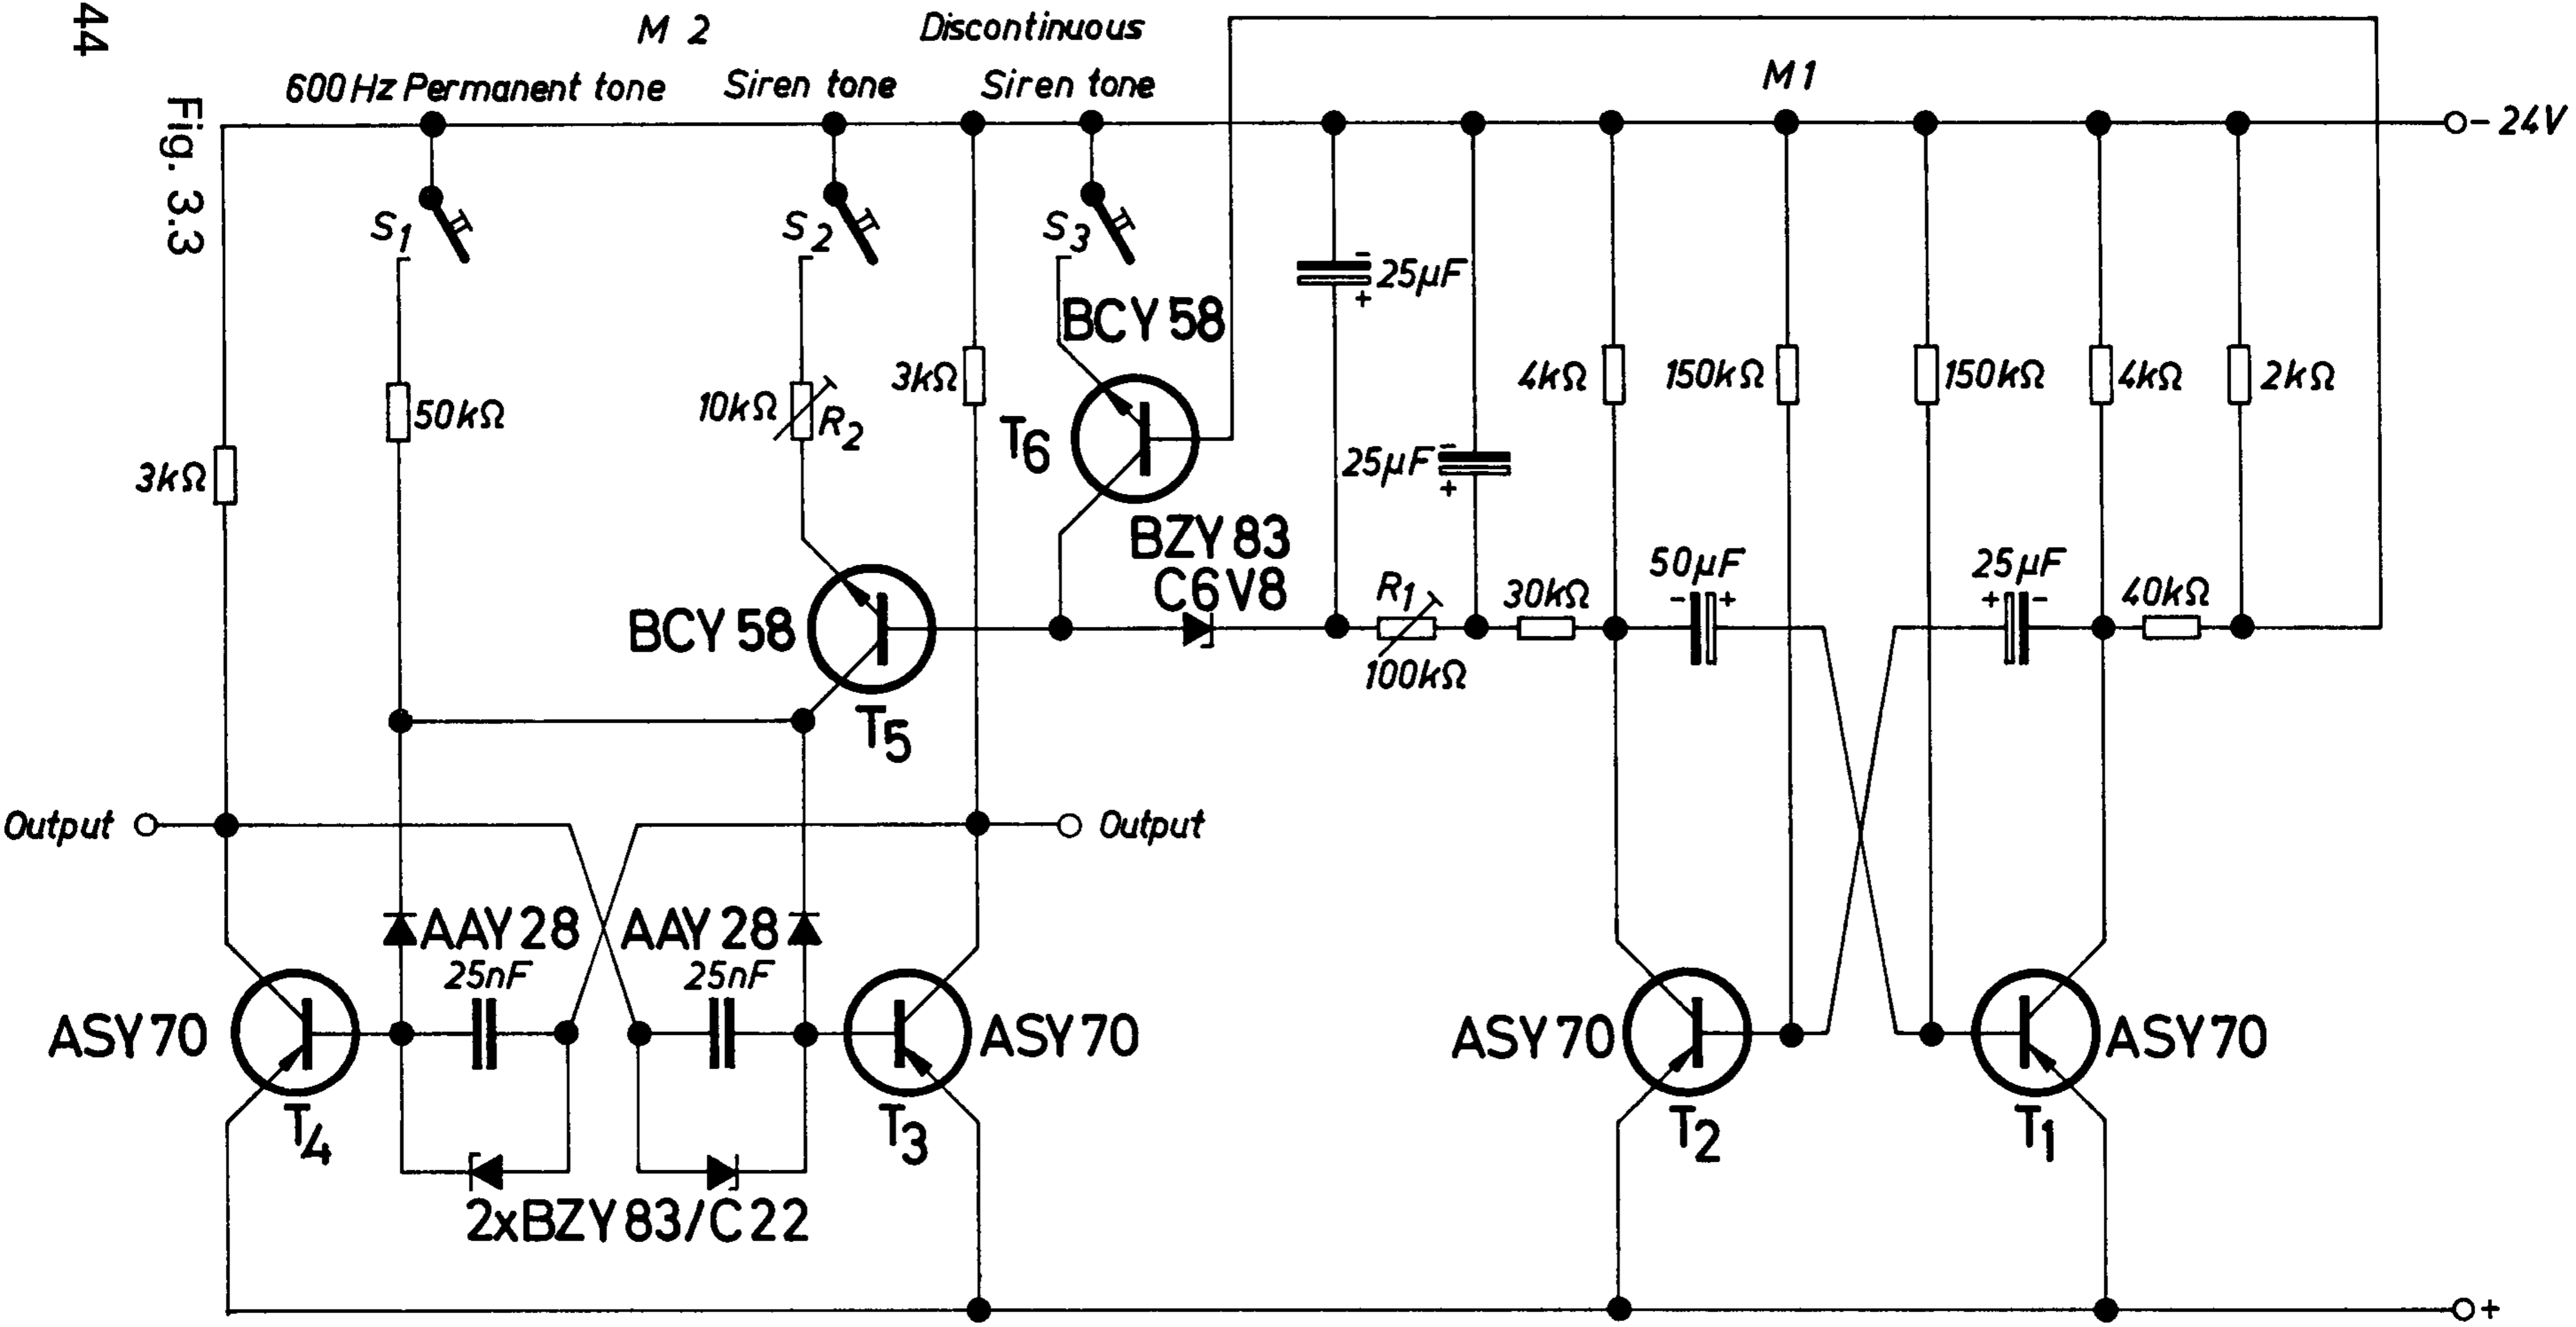 44
Fig. 3.3
M 2
600 Hz Permanent tone
Siren tone
Discontinuous
Siren tone
M 1
- 24V
S1
S2
S3
BCY 58
- 25µF
+
3kΩ
T6
25µF -
+
4kΩ
150kΩ
150kΩ
4kΩ
2kΩ
50kΩ
10kΩ
R2
3kΩ
BZY 83
C6V8
R1
100kΩ
30kΩ
50µF
- +
25µF
+ -
40kΩ
BCY 58
T5
Output
Output
AAY 28
25nF
AAY 28
25nF
ASY 70
T4
ASY 70
T3
ASY 70
T2
ASY 70
T1
2xBZY 83/C 22
+